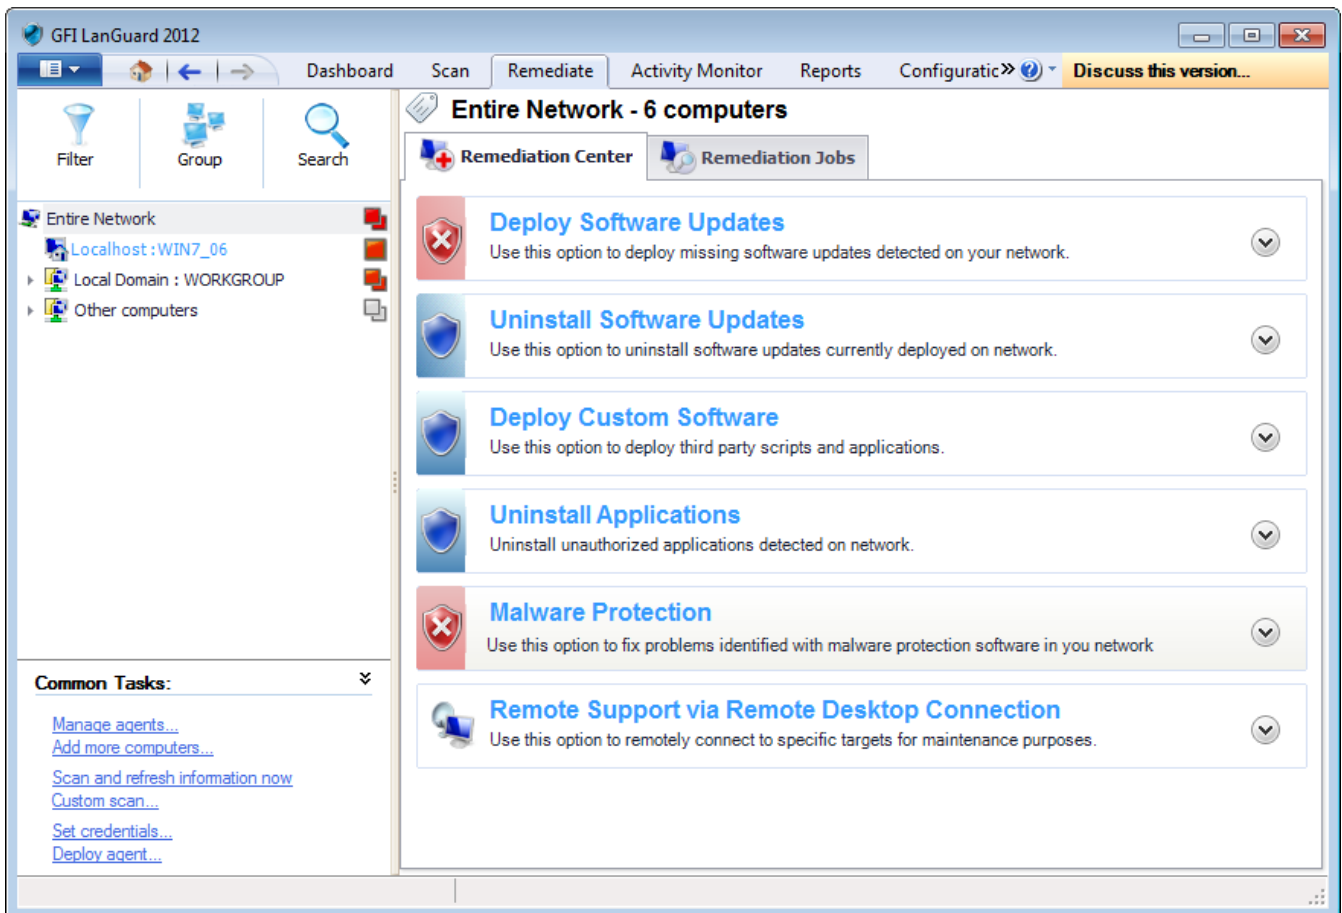 GFI LanGuard 2012
Dashboard Scan Remediate Activity Monitor Reports Configuratic» Discuss this version...
Filter Group Search
Entire Network
Localhost : WIN7_06
Local Domain : WORKGROUP
Other computers
Common Tasks:
Manage agents...
Add more computers...
Scan and refresh information now
Custom scan...
Set credentials...
Deploy agent...
Entire Network - 6 computers
Remediation Center Remediation Jobs
Deploy Software Updates
Use this option to deploy missing software updates detected on your network.
Uninstall Software Updates
Use this option to uninstall software updates currently deployed on network.
Deploy Custom Software
Use this option to deploy third party scripts and applications.
Uninstall Applications
Uninstall unauthorized applications detected on network.
Malware Protection
Use this option to fix problems identified with malware protection software in you network
Remote Support via Remote Desktop Connection
Use this option to remotely connect to specific targets for maintenance purposes.